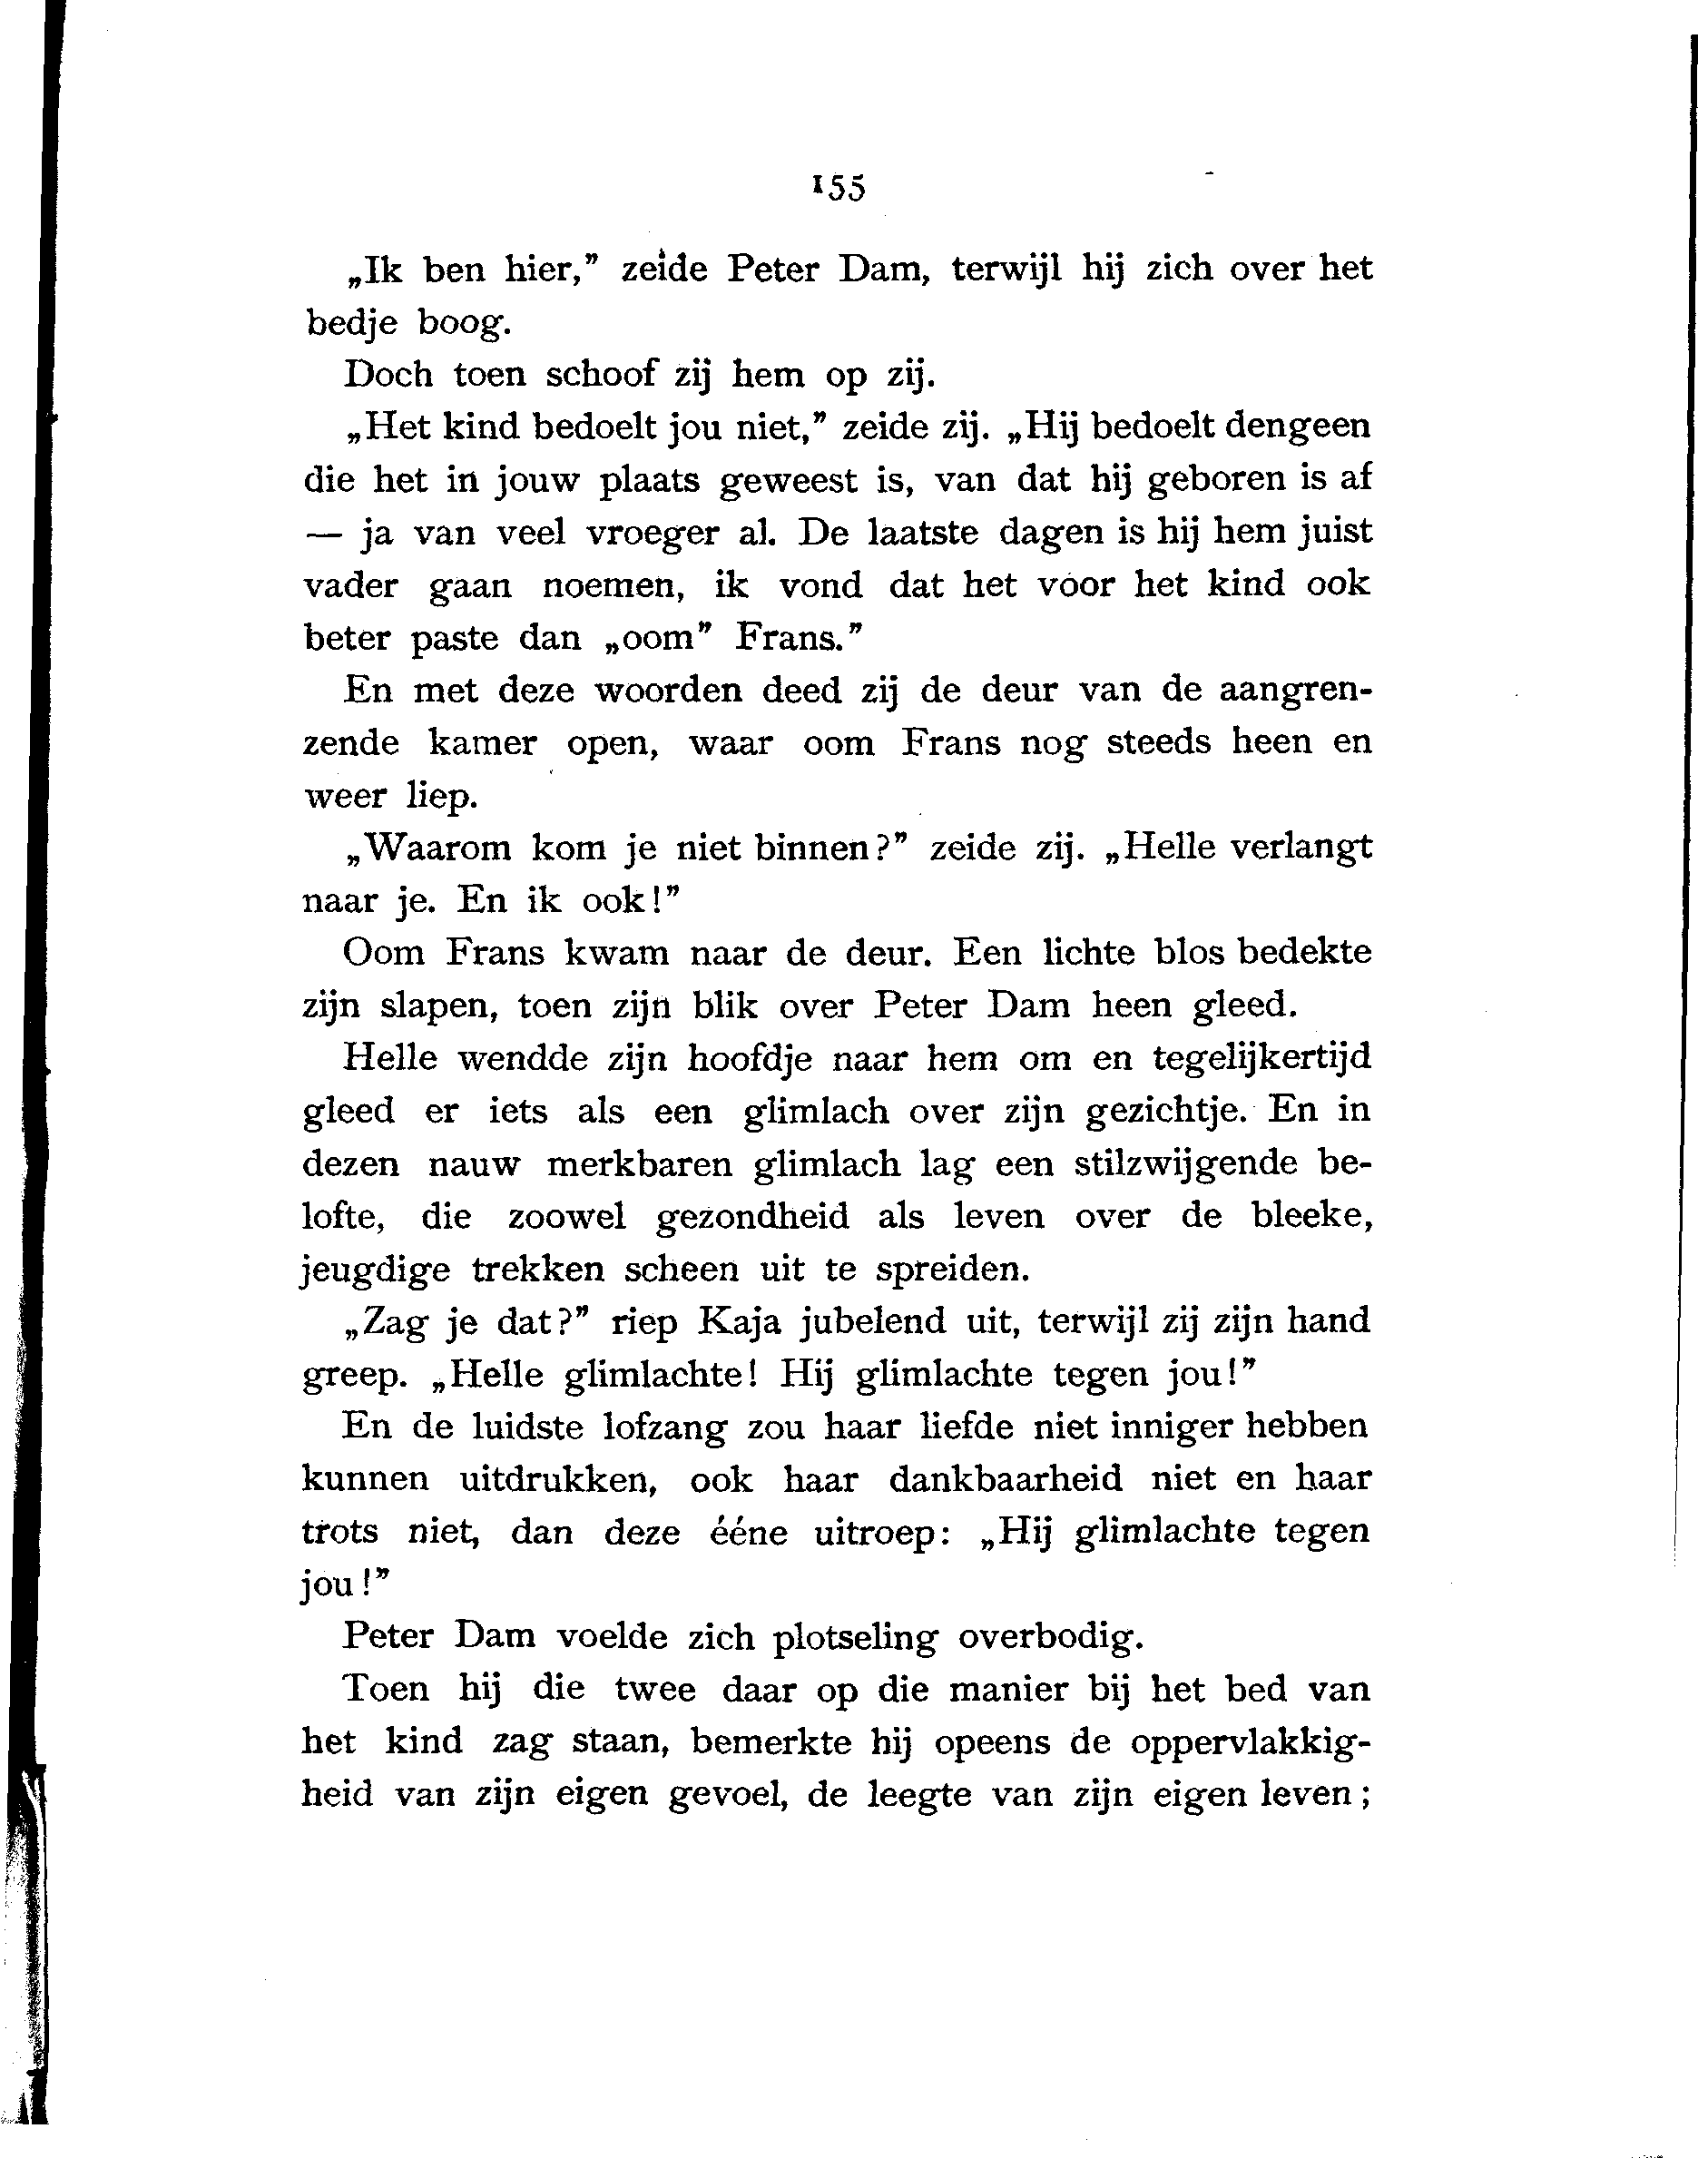 155
„Ik ben hier,” zeide Peter Dam, terwijl hij zich over het
bedje boog.
Doch toen schoof zij hem op zij.
„Het kind bedoelt jou niet,” zeide zij. „Hij bedoelt dengeen
die het in jouw plaats geweest is, van dat hij geboren is af
— ja van veel vroeger al. De laatste dagen is hij hem juist
vader gaan noemen, ik vond dat het voor het kind ook
beter paste dan „oom” Frans.”
En met deze woorden deed zij de deur van de aangren-
zende kamer open, waar oom Frans nog steeds heen en
weer liep.
„Waarom kom je niet binnen?” zeide zij. „Helle verlangt
naar je. En ik ook!”
Oom Frans kwam naar de deur. Een lichte blos bedekte
zijn slapen, toen zijn blik over Peter Dam heen gleed.
Helle wendde zijn hoofdje naar hem om en tegelijkertijd
gleed er iets als een glimlach over zijn gezichtje. En in
dezen nauw merkbaren glimlach lag een stilzwijgende be-
lofte, die zoowel gezondheid als leven over de bleeke,
jeugdige trekken scheen uit te spreiden.
„Zag je dat?” riep Kaja jubelend uit, terwijl zij zijn hand
greep. „Helle glimlachte! Hij glimlachte tegen jou!”
En de luidste lofzang zou haar liefde niet inniger hebben
kunnen uitdrukken, ook haar dankbaarheid niet en haar
trots niet, dan deze ééne uitroep: „Hij glimlachte tegen
jou!”
Peter Dam voelde zich plotseling overbodig.
Toen hij die twee daar op die manier bij het bed van
het kind zag staan, bemerkte hij opeens de oppervlakkig-
heid van zijn eigen gevoel, de leegte van zijn eigen leven;